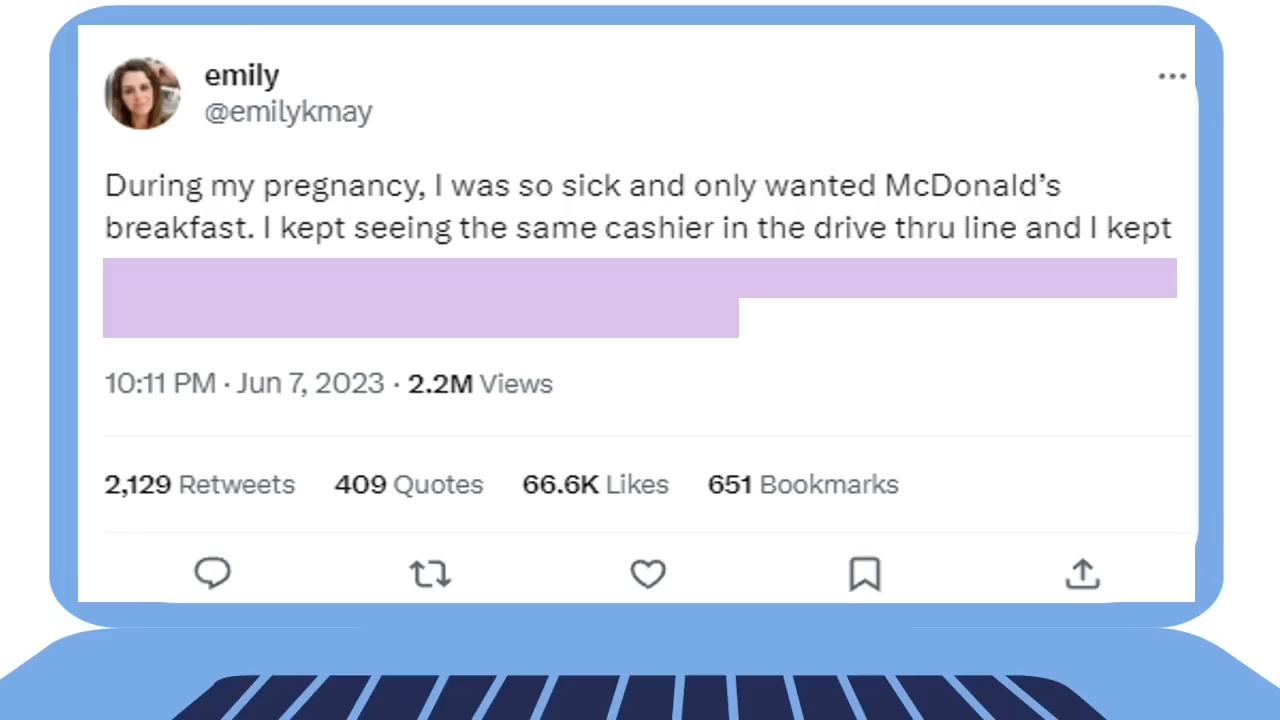 emily
@emilykmay
During my pregnancy, I was so sick and only wanted McDonald’s
breakfast. I kept seeing the same cashier in the drive thru line and I kept
10:11 PM · Jun 7, 2023 · 2.2M Views
2,129 Retweets 409 Quotes 66.6K Likes 651 Bookmarks